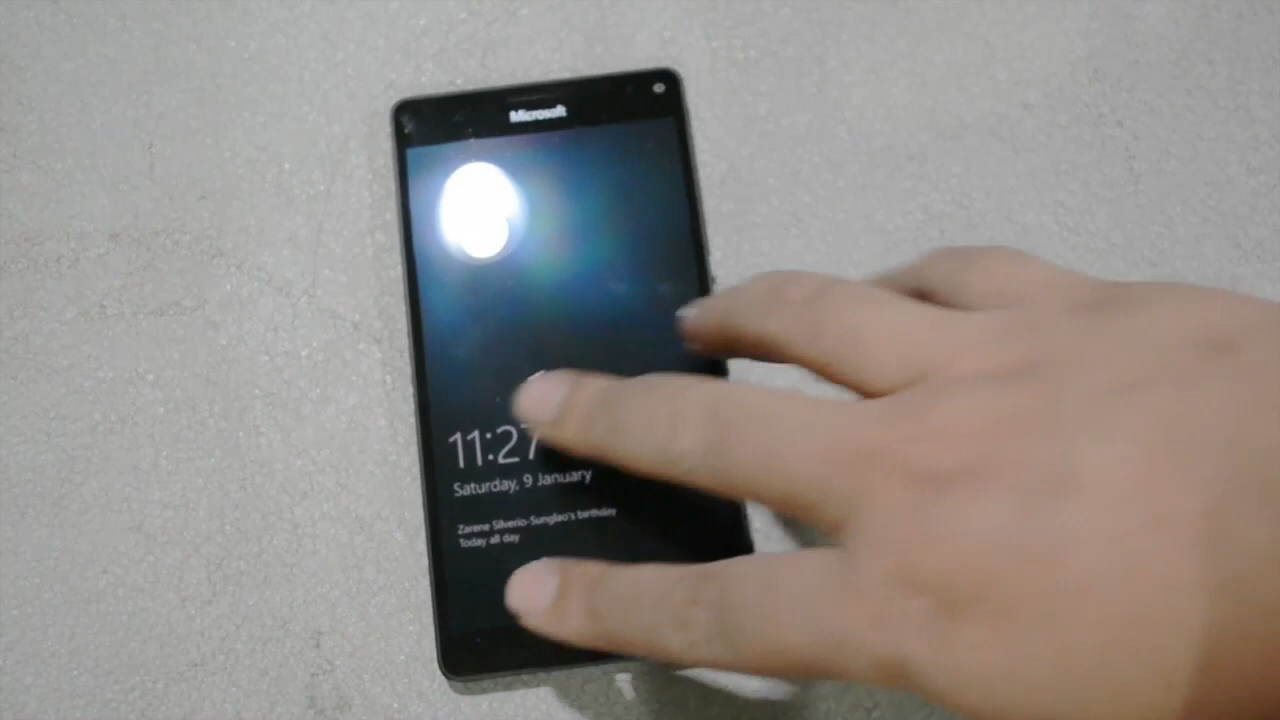 Microsoft
11:27
Saturday, 9 January
Zarene Silverio-Sunglao's birthday
Today all day